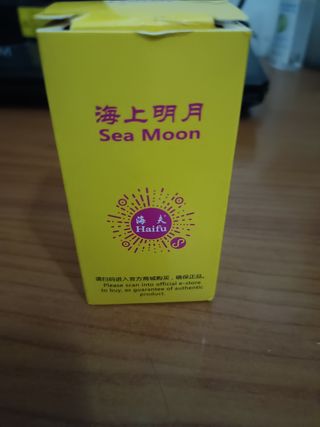 海上明月
Sea Moon
海夫
Haifu
请扫码进入官方商城购买，确保正品。
Please scan into official e-store
to buy, as guarantee of authentic
product.